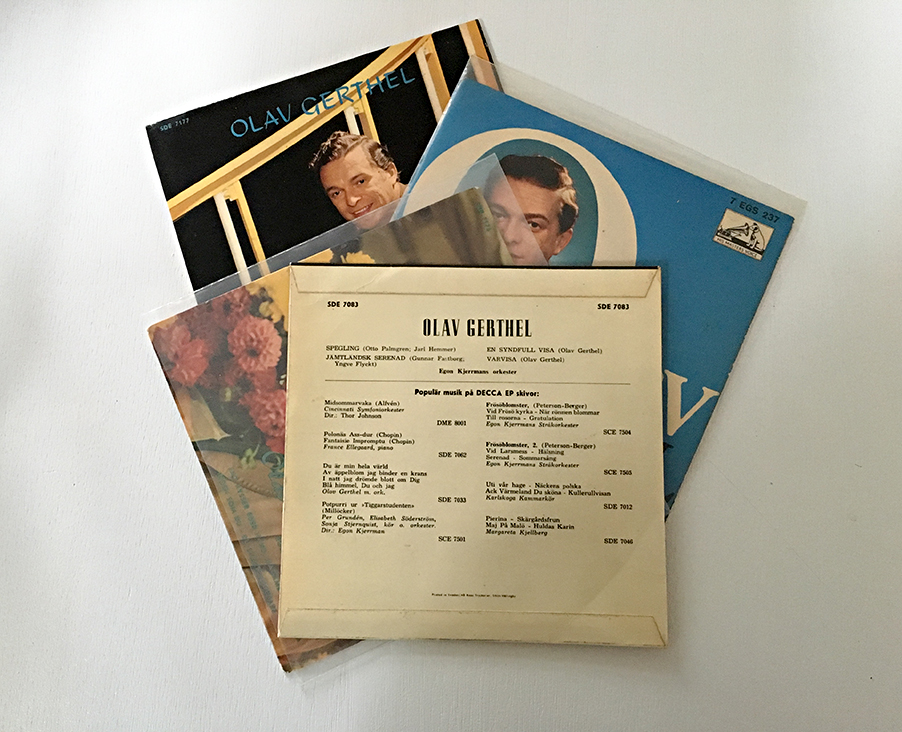 SDE 7177
OLAV GERTHEL
7 EGS 237
HIS MASTER'S VOICE
V
SDE 7083
SDE 7083
OLAV GERTHEL
SPEGLING (Otto Palmgren; Jarl Hemmer)
JÄMTLANDSK SERENAD (Gunnar Fastborg;
Yngve Flyckt)
EN SYNDFULL VISA (Olav Gerthel)
VARVISA (Olav Gerthel)
Egon Kjerrmans orkester
Populär musik på DECCA EP skivor:
Midsommarvaka (Alfvén)
Cincinnati Symfoniorkester
Dir.: Thor Johnson
DME 8001
Polonäs Ass-dur (Chopin)
Fantaisie Impromptu (Chopin)
France Ellegaard, piano
SDE 7062
Du är min hela värld
Av äppelblom jag binder en krans
I natt jag drömde blott om Dig
Blå himmel, Du och jag
Olav Gerthel m. ork.
SDE 7033
Potpurri ur »Tiggarstudenten»
(Millöcker)
Per Grundén, Elisabeth Söderström,
Sonja Stjernquist, kör o. orkester.
Dir.: Egon Kjerrman
SCE 7501
Frösöblomster, (Peterson-Berger)
Vid Frösö kyrka - När rönnen blommar
Till rosorna - Gratulation
Egon Kjerrmans Stråkorkester
SCE 7504
Frösöblomster, 2. (Peterson-Berger)
Vid Larsmess - Hälsning
Serenad - Sommarsång
Egon Kjerrmans Stråkorkester
SCE 7505
Uti vår hage - Näckens polska
Ack Värmeland Du sköna - Kullerullvisan
Karlskoga Kammarkör
SDE 7012
Pierina - Skärgårdsfrun
Maj På Malö - Huldas Karin
Margareta Kjellberg
SDE 7046